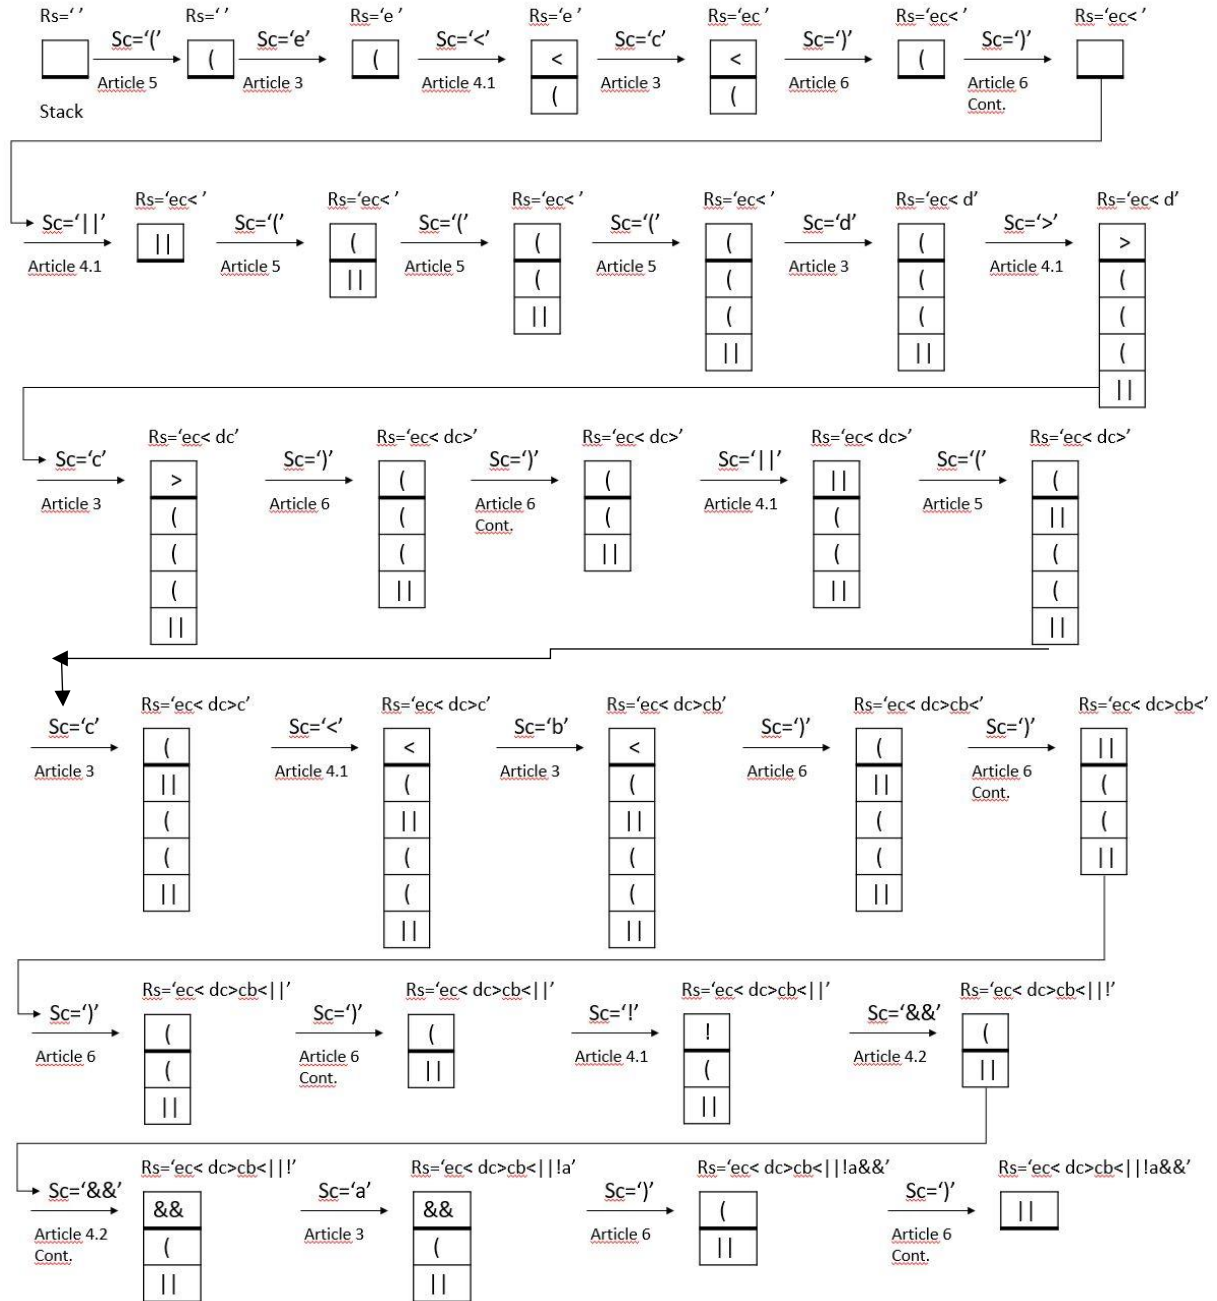 Rs=‘ ’ Rs=‘ ’ Rs=‘e ’ Rs=‘e ’ Rs=‘ec ’ Rs=‘ec< ’ Rs=‘ec< ’
Sc=‘(’ Sc=‘e’ Sc=‘<’ Sc=‘c’ Sc=‘)’ Sc=‘)’
( ( < < (
Article 5 Article 3 Article 4.1 Article 3 Article 6 Article 6
( ( Cont.
Stack
Rs=‘ec< ’ Rs=‘ec< ’ Rs=‘ec< ’ Rs=‘ec< ’ Rs=‘ec< d’ Rs=‘ec< d’
Sc=‘||’ Sc=‘(’ Sc=‘(’ Sc=‘(’ Sc=‘d’ Sc=‘>’
|| ( ( ( ( >
Article 4.1 Article 5 Article 5 Article 5 Article 3 Article 4.1
|| ( ( ( (
|| ( ( (
|| || (
||
Rs=‘ec< dc’ Rs=‘ec< dc>’ Rs=‘ec< dc>’ Rs=‘ec< dc>’ Rs=‘ec< dc>’
Sc=‘c’ Sc=‘)’ Sc=‘)’ Sc=‘||’ Sc=‘(’
> ( ( || (
Article 3 Article 6 Article 6 Article 4.1 Article 5
Cont.
( ( ( ( ||
( ( || ( (
( || || (
|| ||
Rs=‘ec< dc>c’ Rs=‘ec< dc>c’ Rs=‘ec< dc>cb’ Rs=‘ec< dc>cb<’ Rs=‘ec< dc>cb<’
Sc=‘c’ Sc=‘<’ Sc=‘b’ Sc=‘)’ Sc=‘)’
( < < ( ||
Article 3 Article 4.1 Article 3 Article 6 Article 6
Cont.
|| ( ( || (
( || || ( (
( ( ( ( ||
|| ( ( ||
|| ||
Rs=‘ec< dc>cb<||’ Rs=‘ec< dc>cb<||’ Rs=‘ec< dc>cb<||’ Rs=‘ec< dc>cb<||!’
Sc=‘)’ Sc=‘)’ Sc=‘!’ Sc=‘&&’
( ( ! (
Article 6 Article 6 Article 4.1 Article 4.2
Cont.
( || ( ||
|| ||
Rs=‘ec< dc>cb<||!’ Rs=‘ec< dc>cb<||!a’ Rs=‘ec< dc>cb<||!a&&’ Rs=‘ec< dc>cb<||!a&&’
Sc=‘&&’ Sc=‘a’ Sc=‘)’ Sc=‘)’
&& && ( ||
Article 4.2 Article 3 Article 6 Article 6
Cont. ( ( || Cont.
|| ||